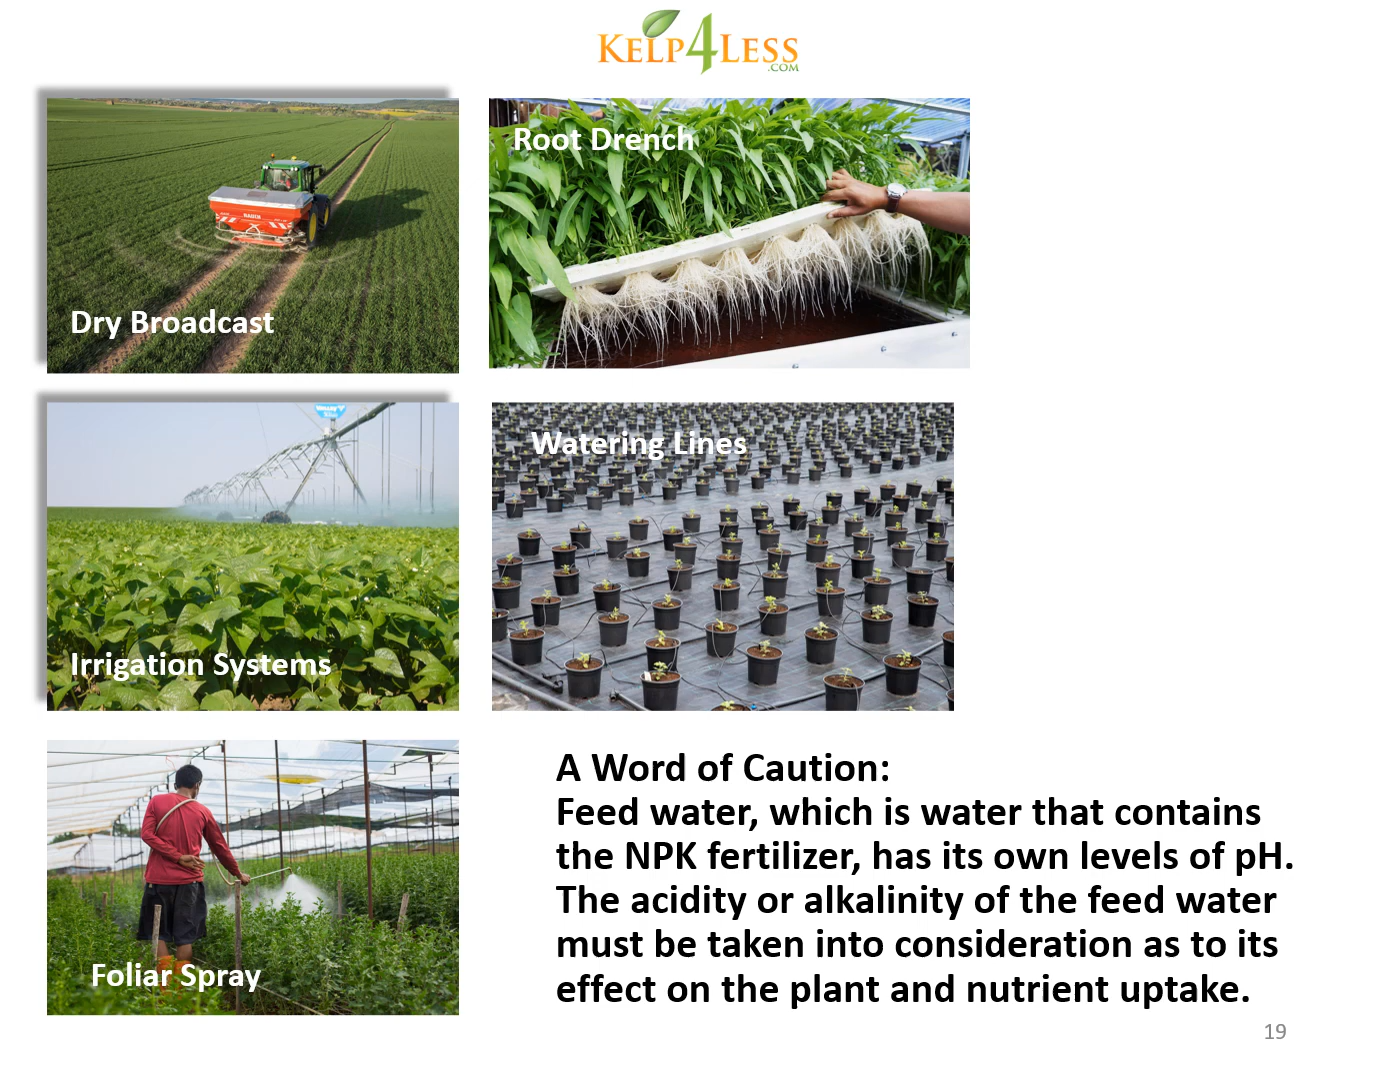 KELP4LESS
.COM
Dry Broadcast
Root Drench
Irrigation Systems
Watering Lines
Foliar Spray
A Word of Caution:
Feed water, which is water that contains
the NPK fertilizer, has its own levels of pH.
The acidity or alkalinity of the feed water
must be taken into consideration as to its
effect on the plant and nutrient uptake.
19